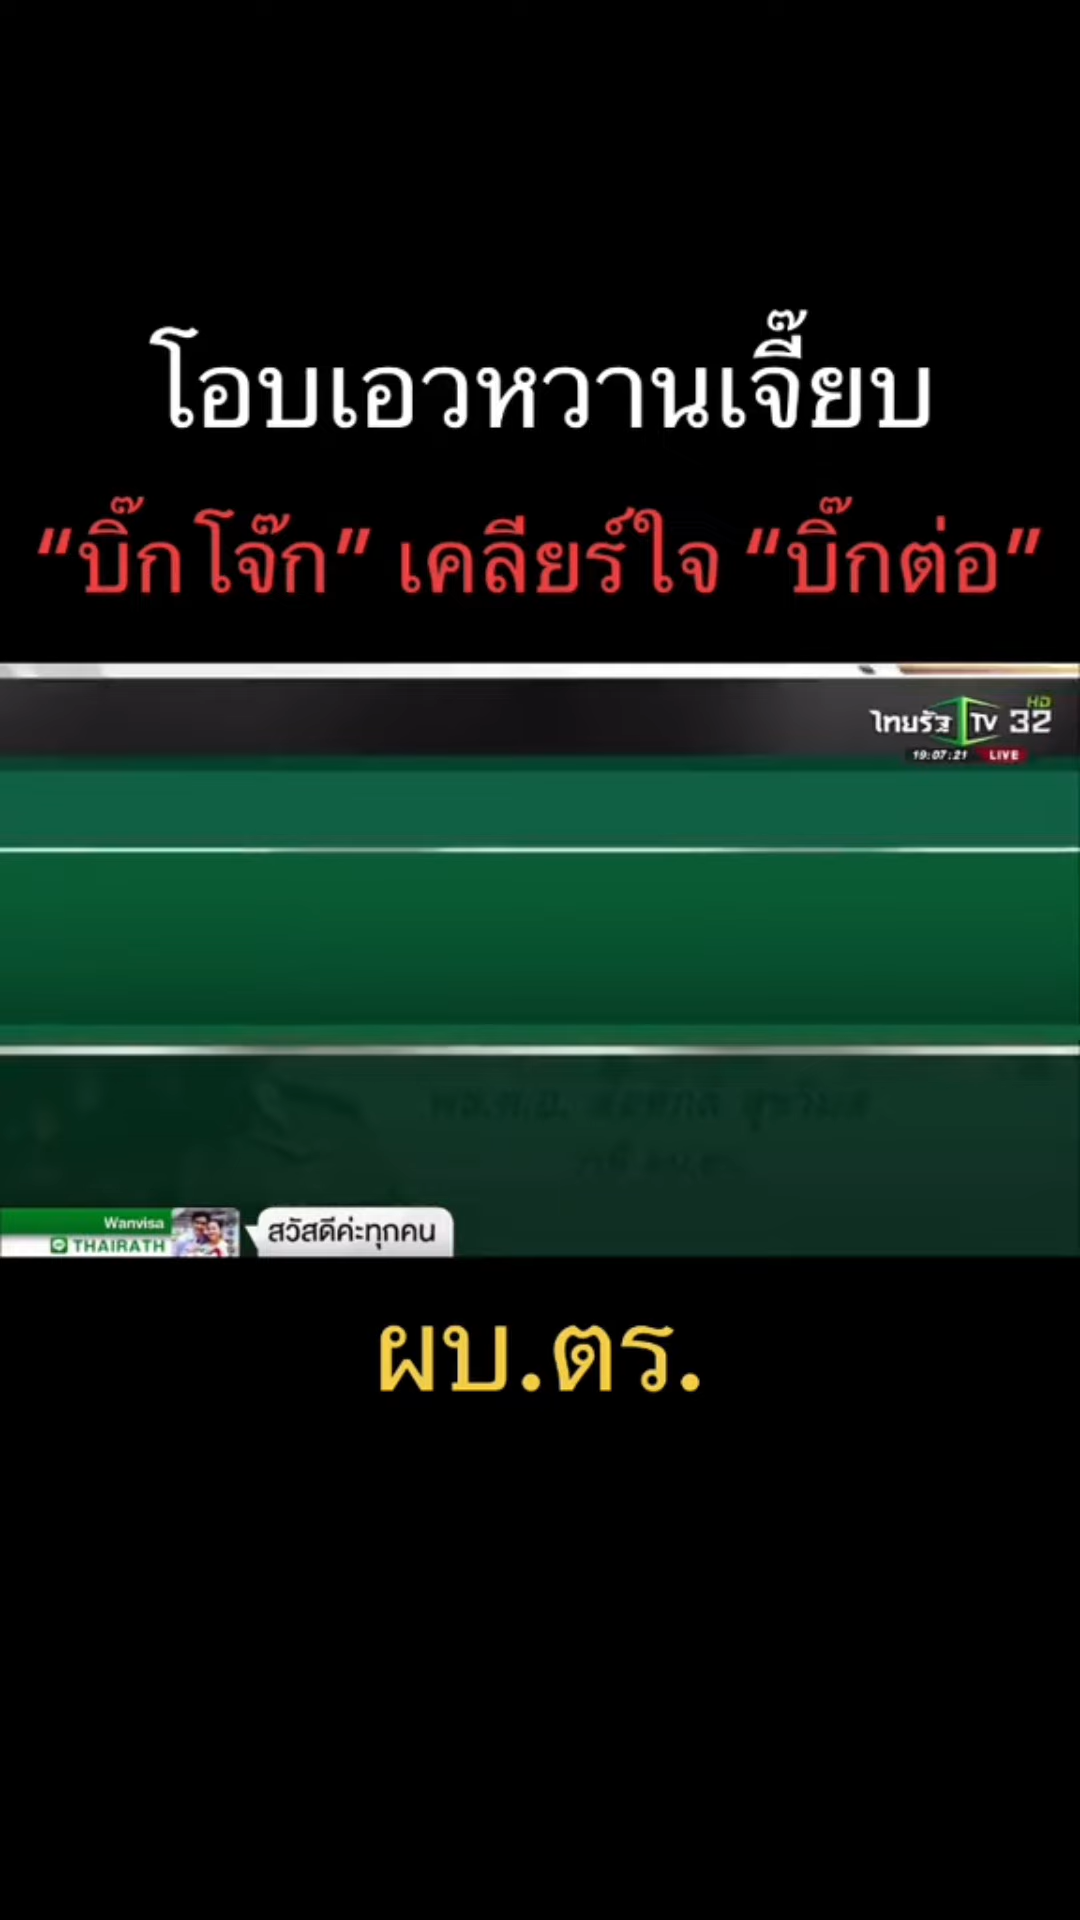 โอบเอวหวานเจี๊ยบ
“บิ๊กโจ๊ก” เคลียร์ใจ “บิ๊กต่อ”
ไทยรัฐ TV 32 HD
19:07:21 LIVE
Wanvisa
THAIRATH
สวัสดีค่ะทุกคน
ผบ.ตร.